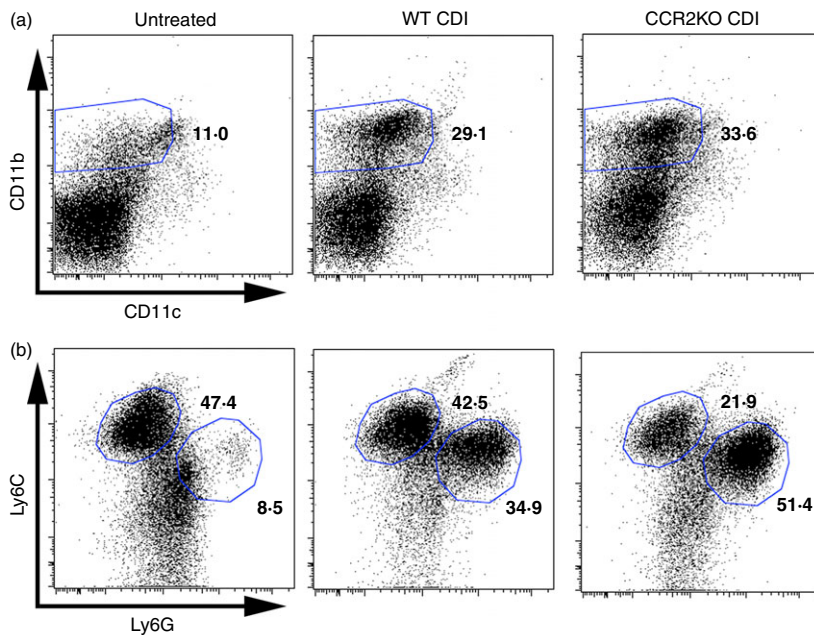 (a)
Untreated
WT CDI
CCR2KO CDI
CD11b
11·0
29·1
33·6
CD11c
(b)
Ly6C
47·4
8·5
42·5
34·9
21·9
51·4
Ly6G